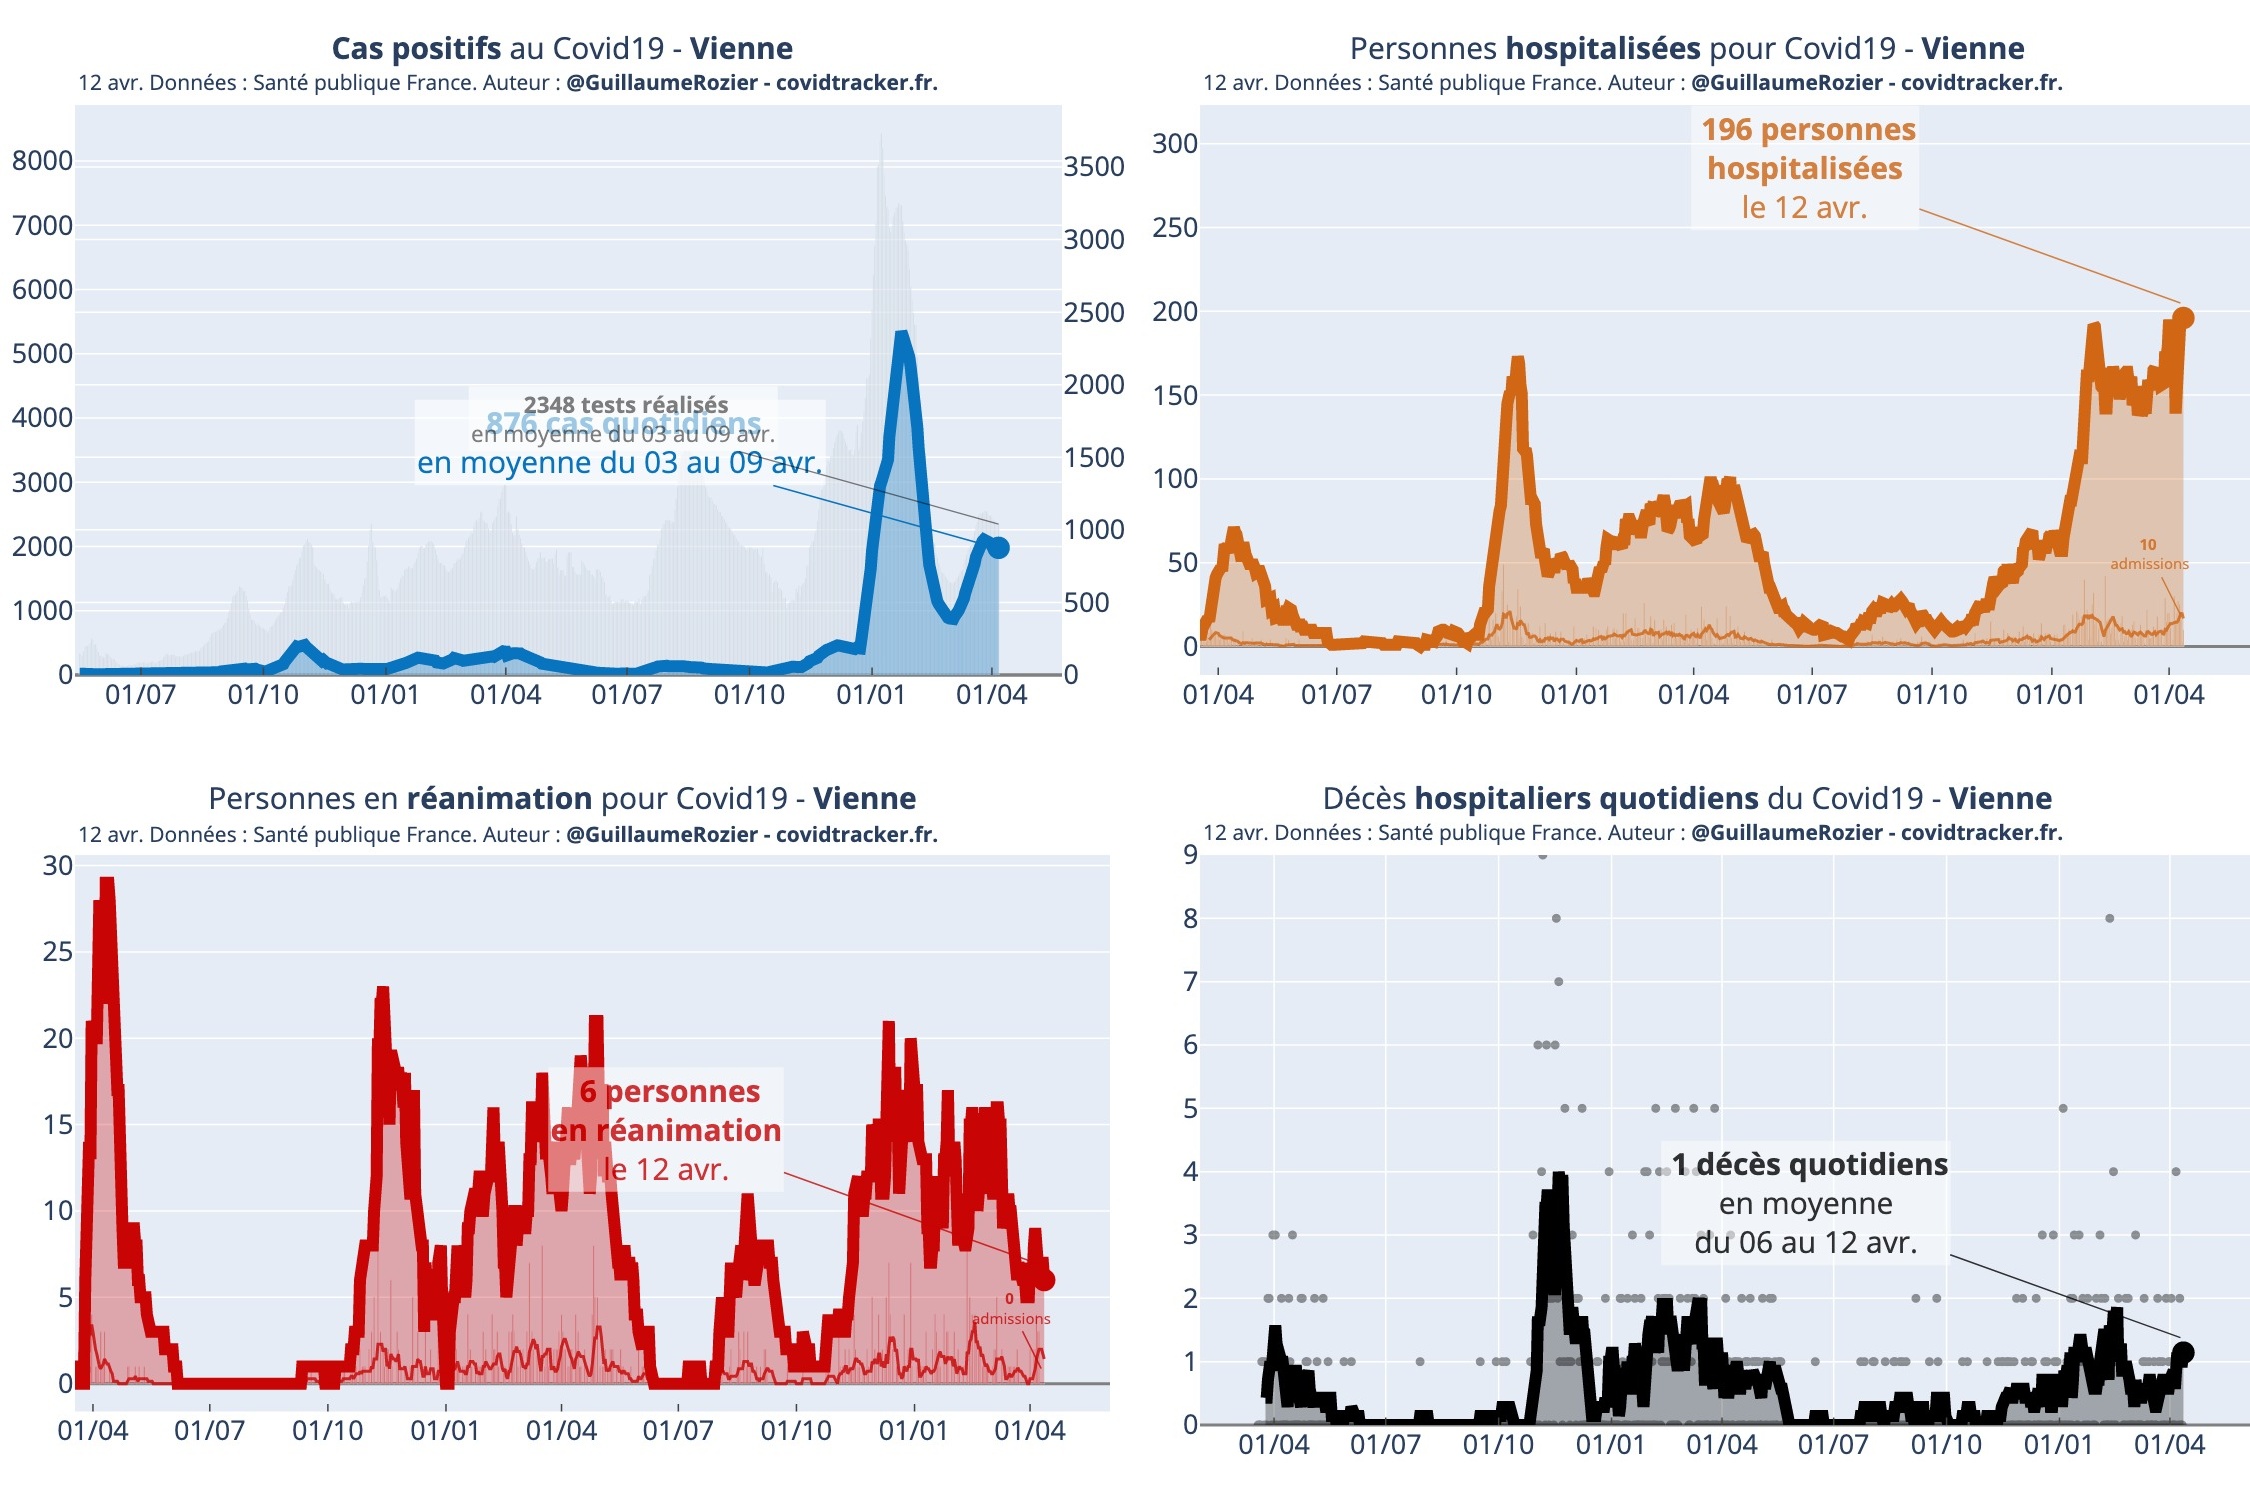 Cas positifs au Covid19 - Vienne
12 avr. Données : Santé publique France. Auteur : @GuillaumeRozier - covidtracker.fr.
8000
7000
6000
5000
4000
3000
2000
1000
0
3500
3000
2500
2000
1500
1000
500
0
2348 tests réalisés
876 cas quotidiens
en moyenne du 03 au 09 avr.
en moyenne du 03 au 09 avr.
01/07 01/10 01/01 01/04 01/07 01/10 01/01 01/04
Personnes hospitalisées pour Covid19 - Vienne
12 avr. Données : Santé publique France. Auteur : @GuillaumeRozier - covidtracker.fr.
300
250
200
150
100
50
0
196 personnes
hospitalisées
le 12 avr.
10
admissions
01/04 01/07 01/10 01/01 01/04 01/07 01/10 01/01 01/04
Personnes en réanimation pour Covid19 - Vienne
12 avr. Données : Santé publique France. Auteur : @GuillaumeRozier - covidtracker.fr.
30
25
20
15
10
5
0
6 personnes
en réanimation
le 12 avr.
0
admissions
01/04 01/07 01/10 01/01 01/04 01/07 01/10 01/01 01/04
Décès hospitaliers quotidiens du Covid19 - Vienne
12 avr. Données : Santé publique France. Auteur : @GuillaumeRozier - covidtracker.fr.
9
8
7
6
5
4
3
2
1
0
1 décès quotidiens
en moyenne
du 06 au 12 avr.
01/04 01/07 01/10 01/01 01/04 01/07 01/10 01/01 01/04